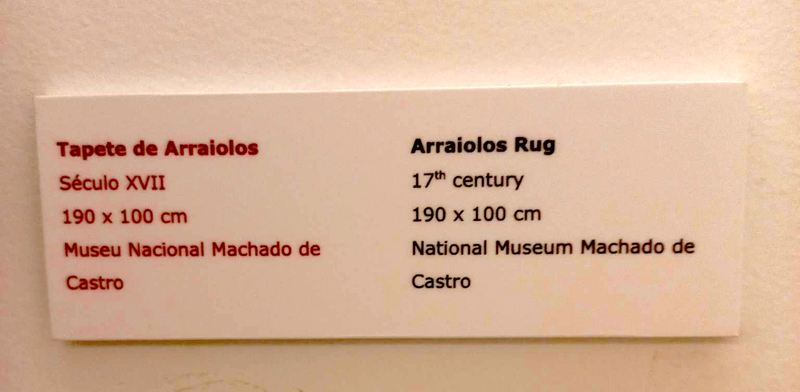 Tapete de Arraiolos
Século XVII
190 x 100 cm
Museu Nacional Machado de
Castro
Arraiolos Rug
17th century
190 x 100 cm
National Museum Machado de
Castro